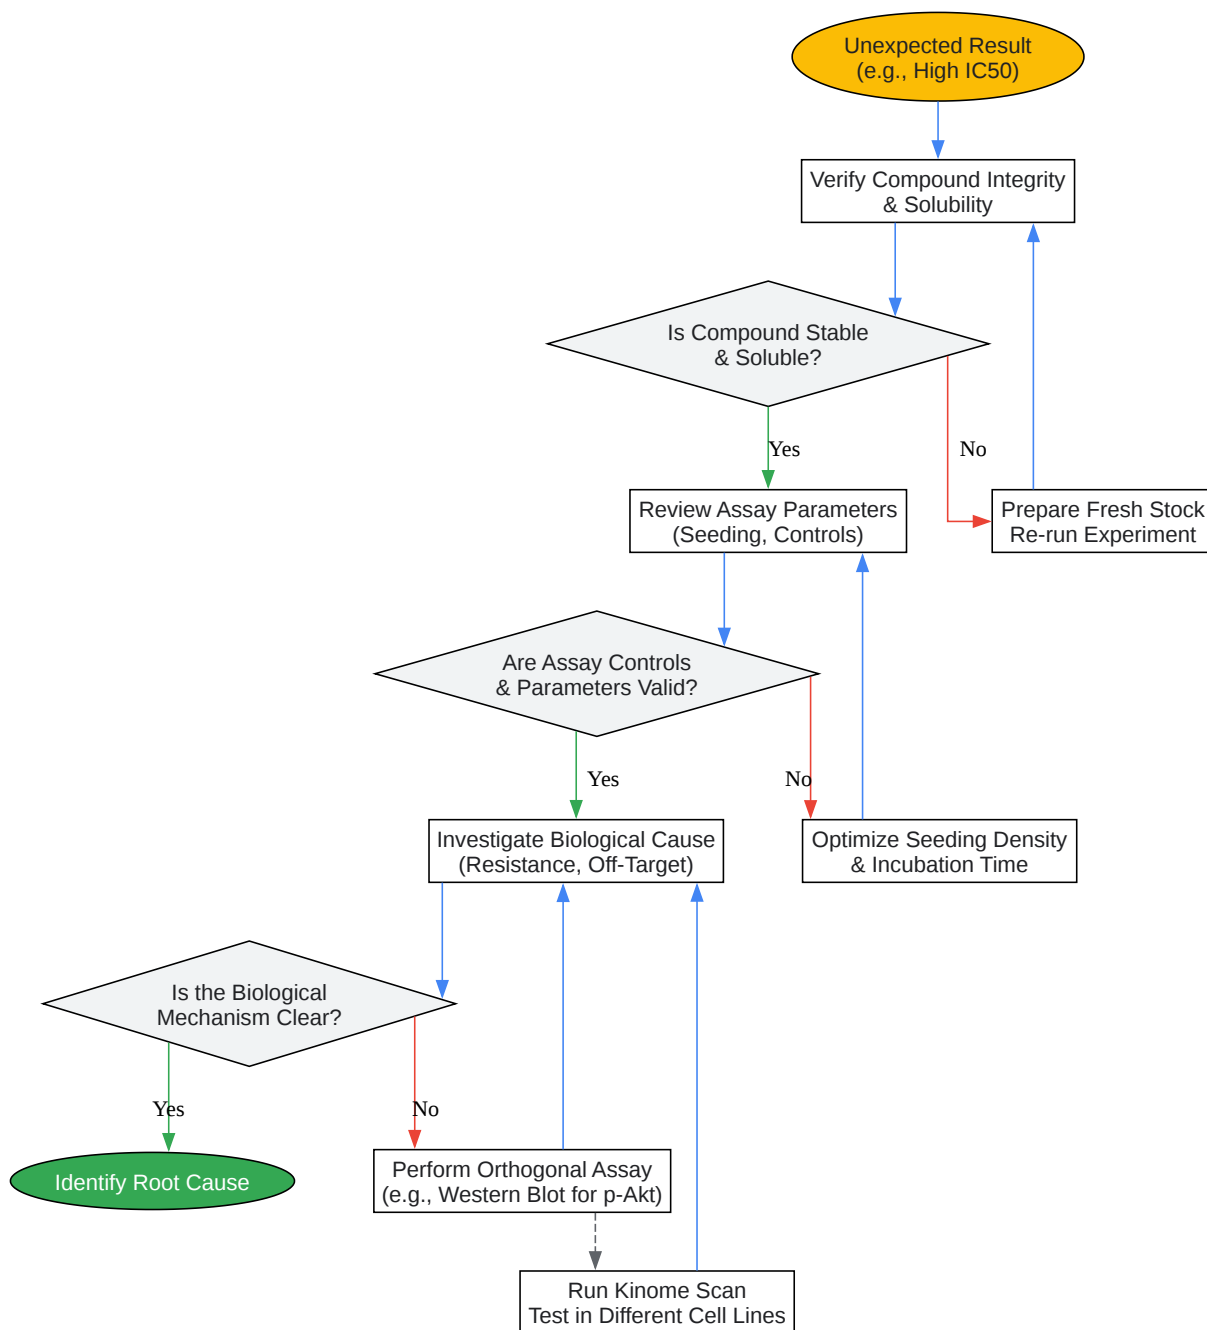 Unexpected Result
(e.g., High IC50)
Verify Compound Integrity
& Solubility
Is Compound Stable
& Soluble?
Yes
No
Review Assay Parameters
(Seeding, Controls)
Prepare Fresh Stock
Re-run Experiment
Are Assay Controls
& Parameters Valid?
Yes
No
Investigate Biological Cause
(Resistance, Off-Target)
Optimize Seeding Density
& Incubation Time
Is the Biological
Mechanism Clear?
Yes
No
Identify Root Cause
Perform Orthogonal Assay
(e.g., Western Blot for p-Akt)
Run Kinome Scan
Test in Different Cell Lines